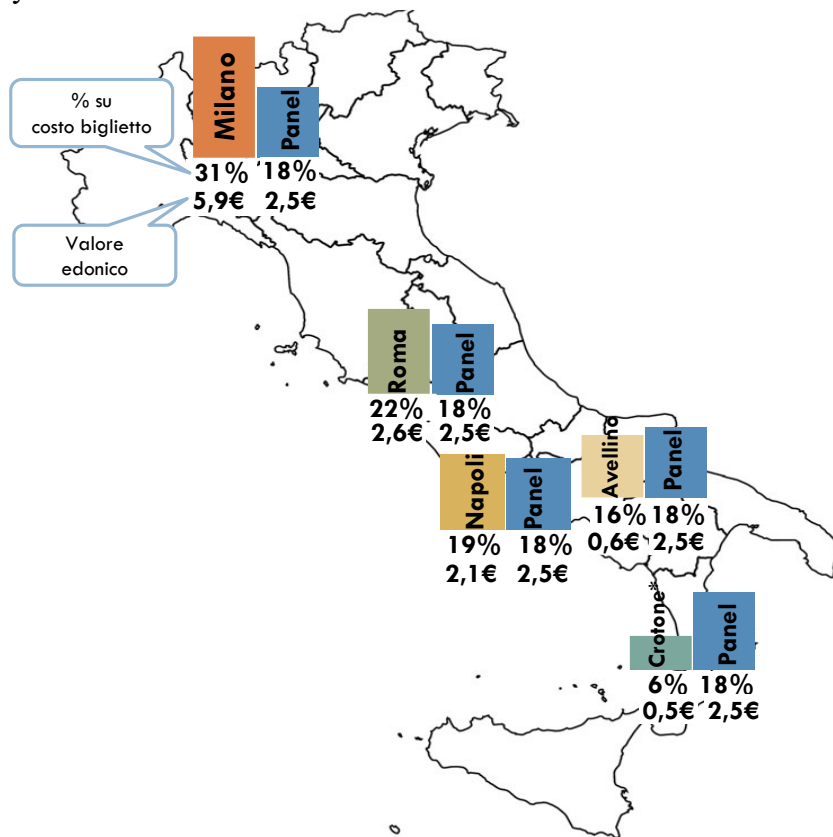 % su
costo biglietto
Milano
Panel
31% 18%
5,9€ 2,5€
Valore
edonico
Roma
Panel
22% 18%
2,6€ 2,5€
Napoli
Panel
19% 18%
2,1€ 2,5€
Avellino
Panel
16% 18%
0,6€ 2,5€
Crotone*
Panel
6% 18%
0,5€ 2,5€